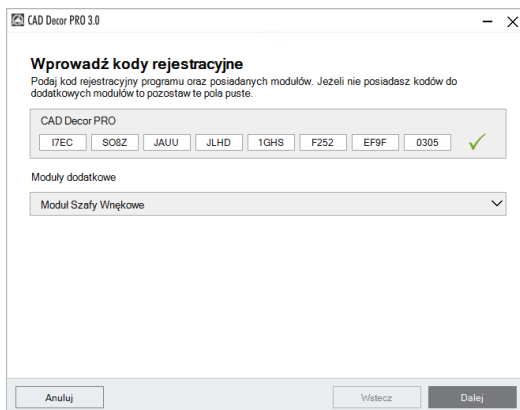 CAD Decor PRO 3.0
Wprowadź kody rejestracyjne
Podaj kod rejestracyjny programu oraz posiadanych modułów. Jeżeli nie posiadasz kodów do
dodatkowych modułów to pozostaw te pola puste.
CAD Decor PRO
I7EC SO8Z JAUU JLHD 1GHS F252 EF9F 0305
Moduły dodatkowe
Moduł Szafy Wnękowe
Anuluj Wstecz Dalej